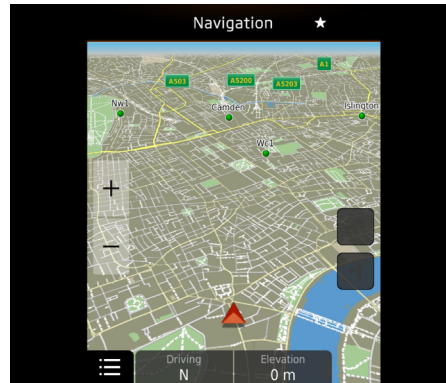 Navigation
A1
A503
A5200
A5203
Nw1
Camden
Islington
Wc1
+
−
Driving
Elevation
N
0 m